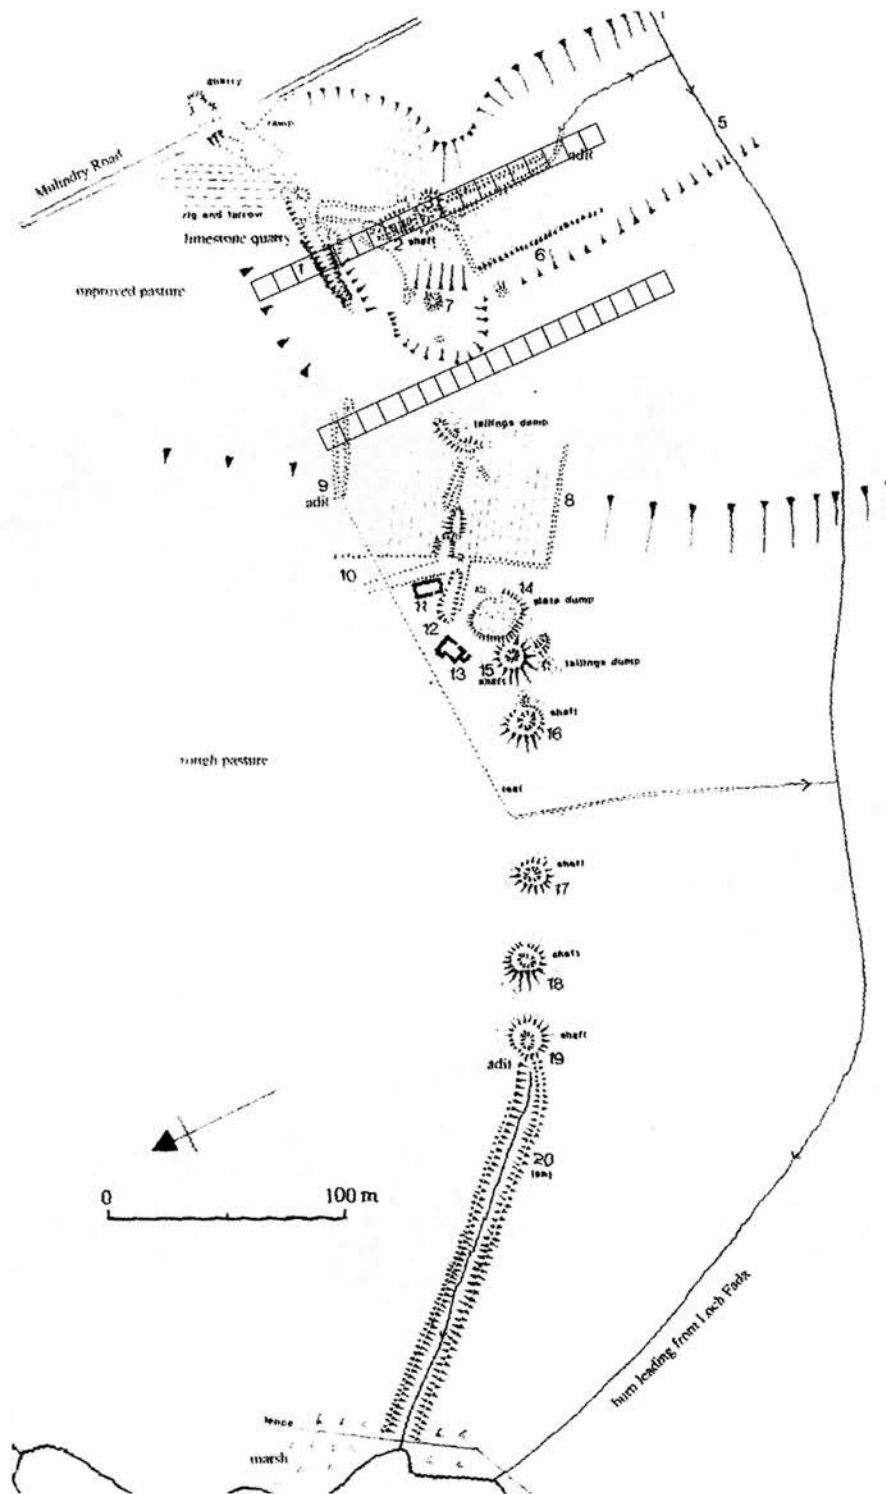 quarry
ramp
Mulindry Road
5
adit
rig and furrow
limestone quarry
2 shaft
6
1
improved pasture
7
tailings dump
9
adit
8
10
11
14
slate dump
12
13
15
shaft
tailings dump
shaft
16
rough pasture
leat
shaft
17
shaft
18
shaft
19
adit
20
leat
0
100 m
burn leading from Loch Fada
fence
marsh